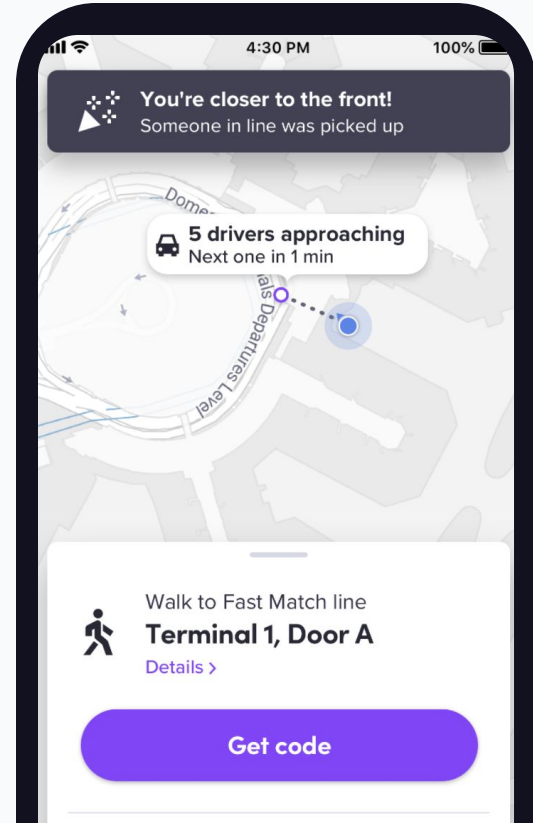 4:30 PM
100%
You're closer to the front!
Someone in line was picked up
5 drivers approaching
Next one in 1 min
Departures Level
Walk to Fast Match line
Terminal 1, Door A
Details >
Get code